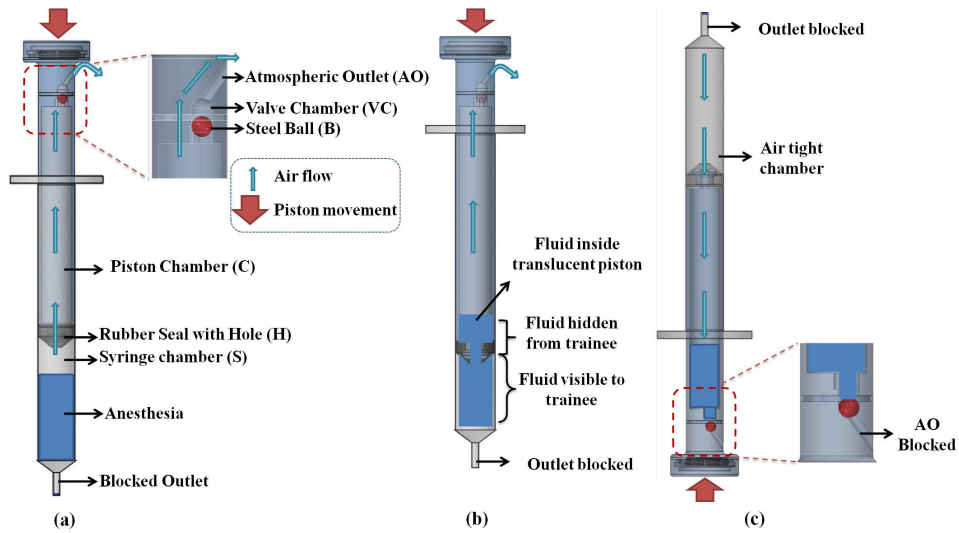 Atmospheric Outlet (AO)
Valve Chamber (VC)
Steel Ball (B)
Air flow
Piston movement
Piston Chamber (C)
Rubber Seal with Hole (H)
Syringe chamber (S)
Anesthesia
Blocked Outlet
(a)
Fluid inside
translucent piston
Fluid hidden
from trainee
Fluid visible to
trainee
Outlet blocked
(b)
Outlet blocked
Air tight
chamber
AO
Blocked
(c)